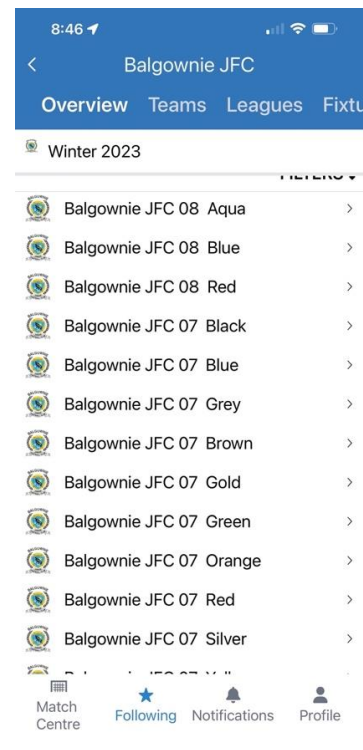 8:46
Balgownie JFC
Overview Teams Leagues Fixtu
Winter 2023
FILTERS
Balgownie JFC 08 Aqua
Balgownie JFC 08 Blue
Balgownie JFC 08 Red
Balgownie JFC 07 Black
Balgownie JFC 07 Blue
Balgownie JFC 07 Grey
Balgownie JFC 07 Brown
Balgownie JFC 07 Gold
Balgownie JFC 07 Green
Balgownie JFC 07 Orange
Balgownie JFC 07 Red
Balgownie JFC 07 Silver
Match Centre
Following
Notifications
Profile